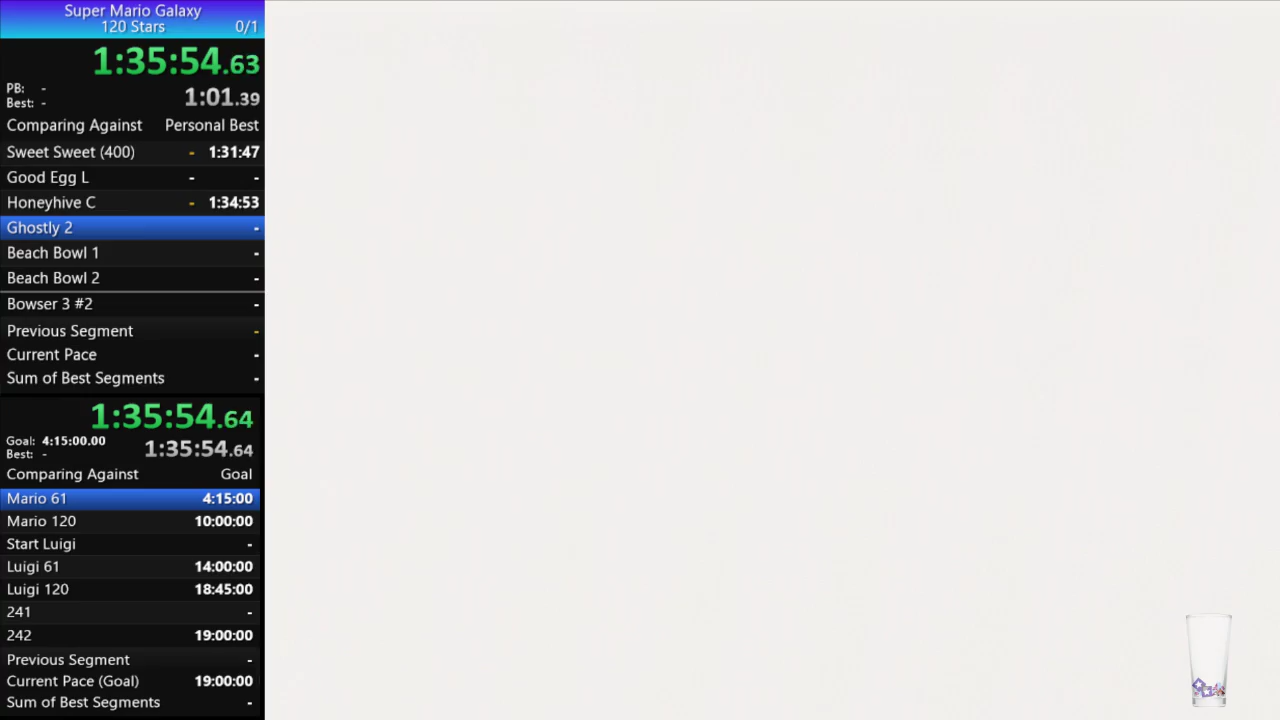 Super Mario Galaxy
120 Stars 0/1
1:35:54.63
PB: -
Best: -
1:01.39
Comparing Against Personal Best
Sweet Sweet (400) - 1:31:47
Good Egg L - -
Honeyhive C - 1:34:53
Ghostly 2 -
Beach Bowl 1 -
Beach Bowl 2 -
Bowser 3 #2 -
Previous Segment -
Current Pace -
Sum of Best Segments -
1:35:54.64
Goal: 4:15:00.00
Best: -
1:35:54.64
Comparing Against Goal
Mario 61 4:15:00
Mario 120 10:00:00
Start Luigi -
Luigi 61 14:00:00
Luigi 120 18:45:00
241 -
242 19:00:00
Previous Segment -
Current Pace (Goal) 19:00:00
Sum of Best Segments -